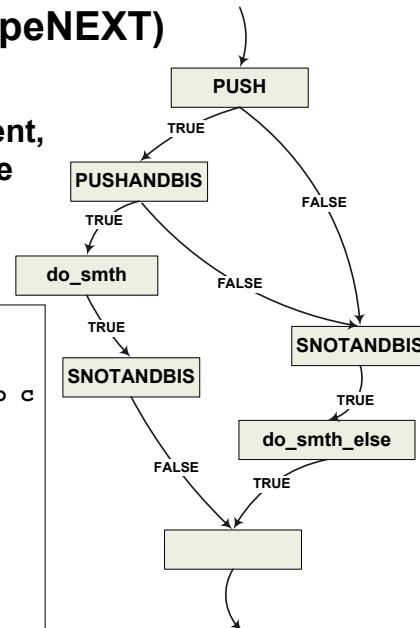 peNEXT)
ent,
e
PUSH
TRUE
PUSHANDBIS
FALSE
TRUE
do_smth
FALSE
TRUE
SNOTANDBIS
o c
SNOTANDBIS
TRUE
do_smth_else
FALSE
TRUE